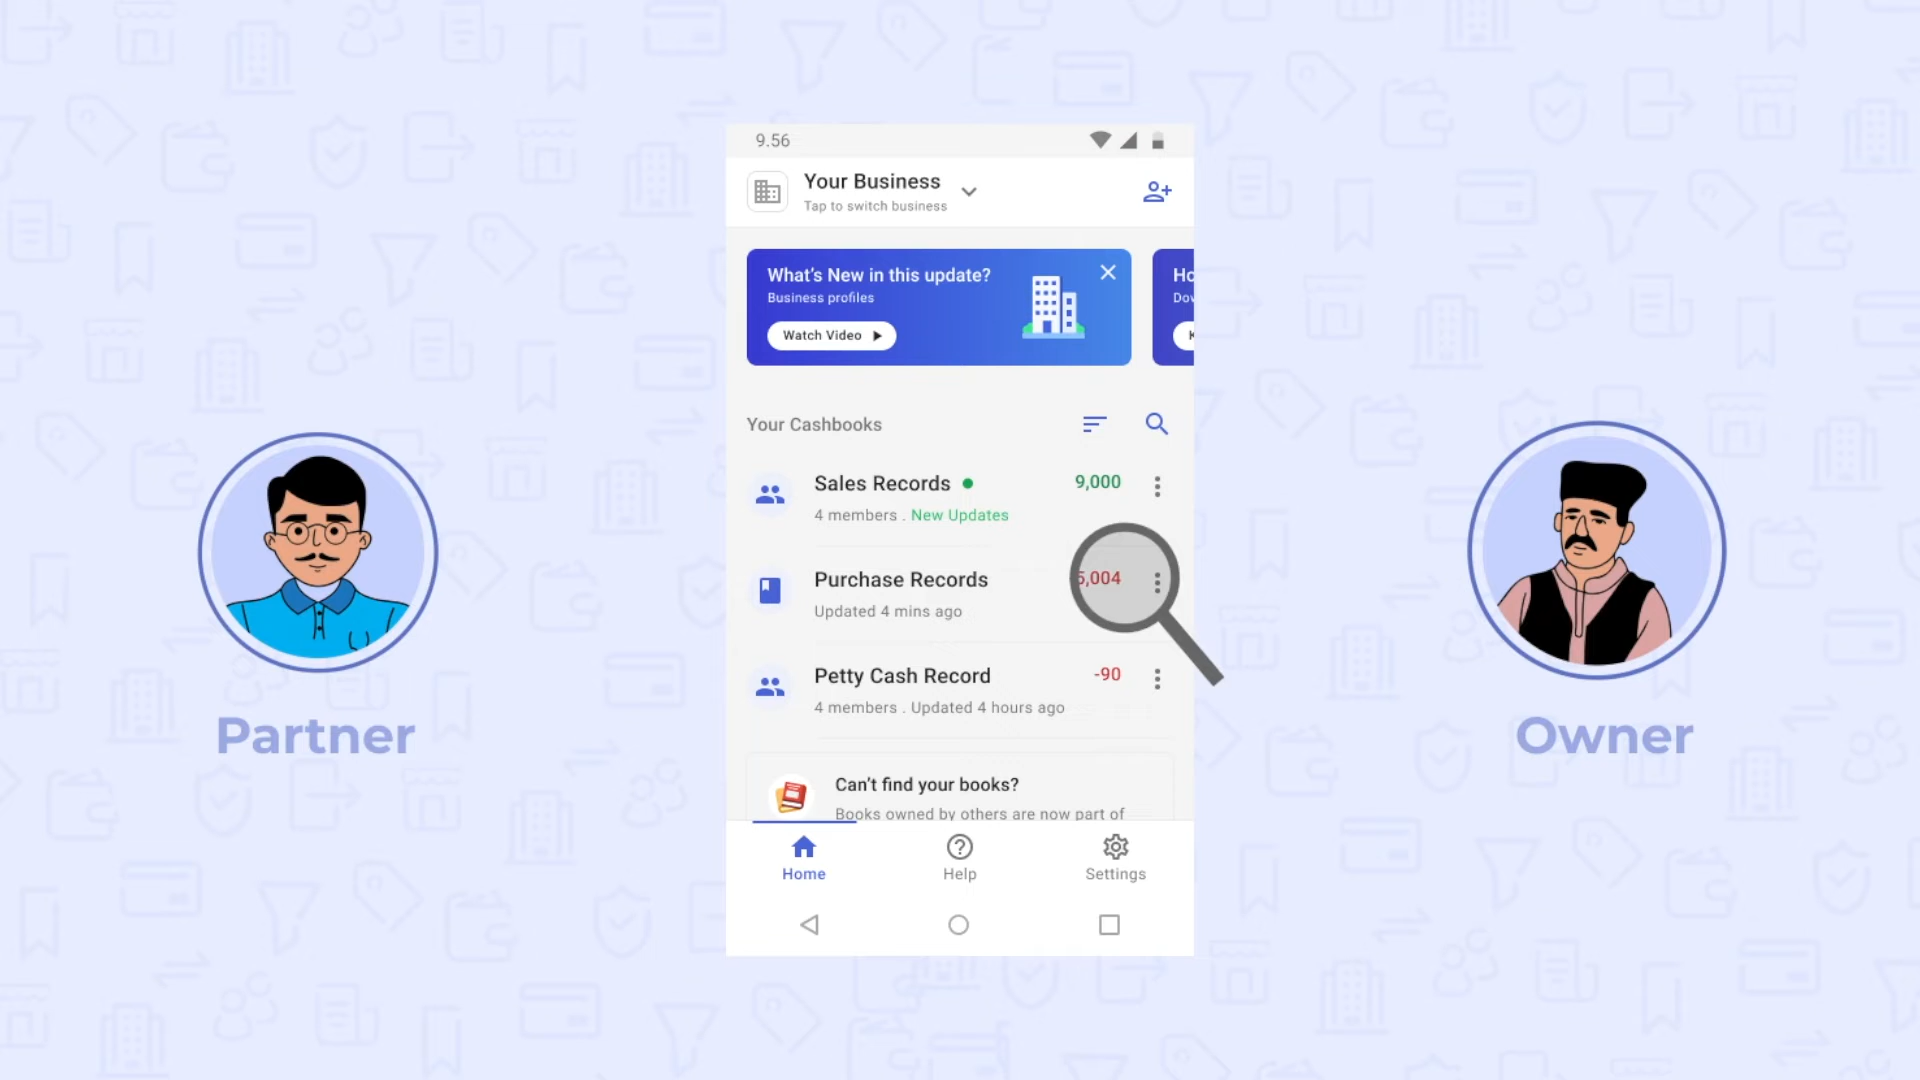 9.56
Your Business
Tap to switch business
What's New in this update?
Business profiles
Watch Video
Your Cashbooks
Sales Records
9,000
4 members . New Updates
Purchase Records
5,004
Updated 4 mins ago
Petty Cash Record
-90
4 members . Updated 4 hours ago
Can't find your books?
Books owned by others are now part of
Home
Help
Settings
Partner
Owner